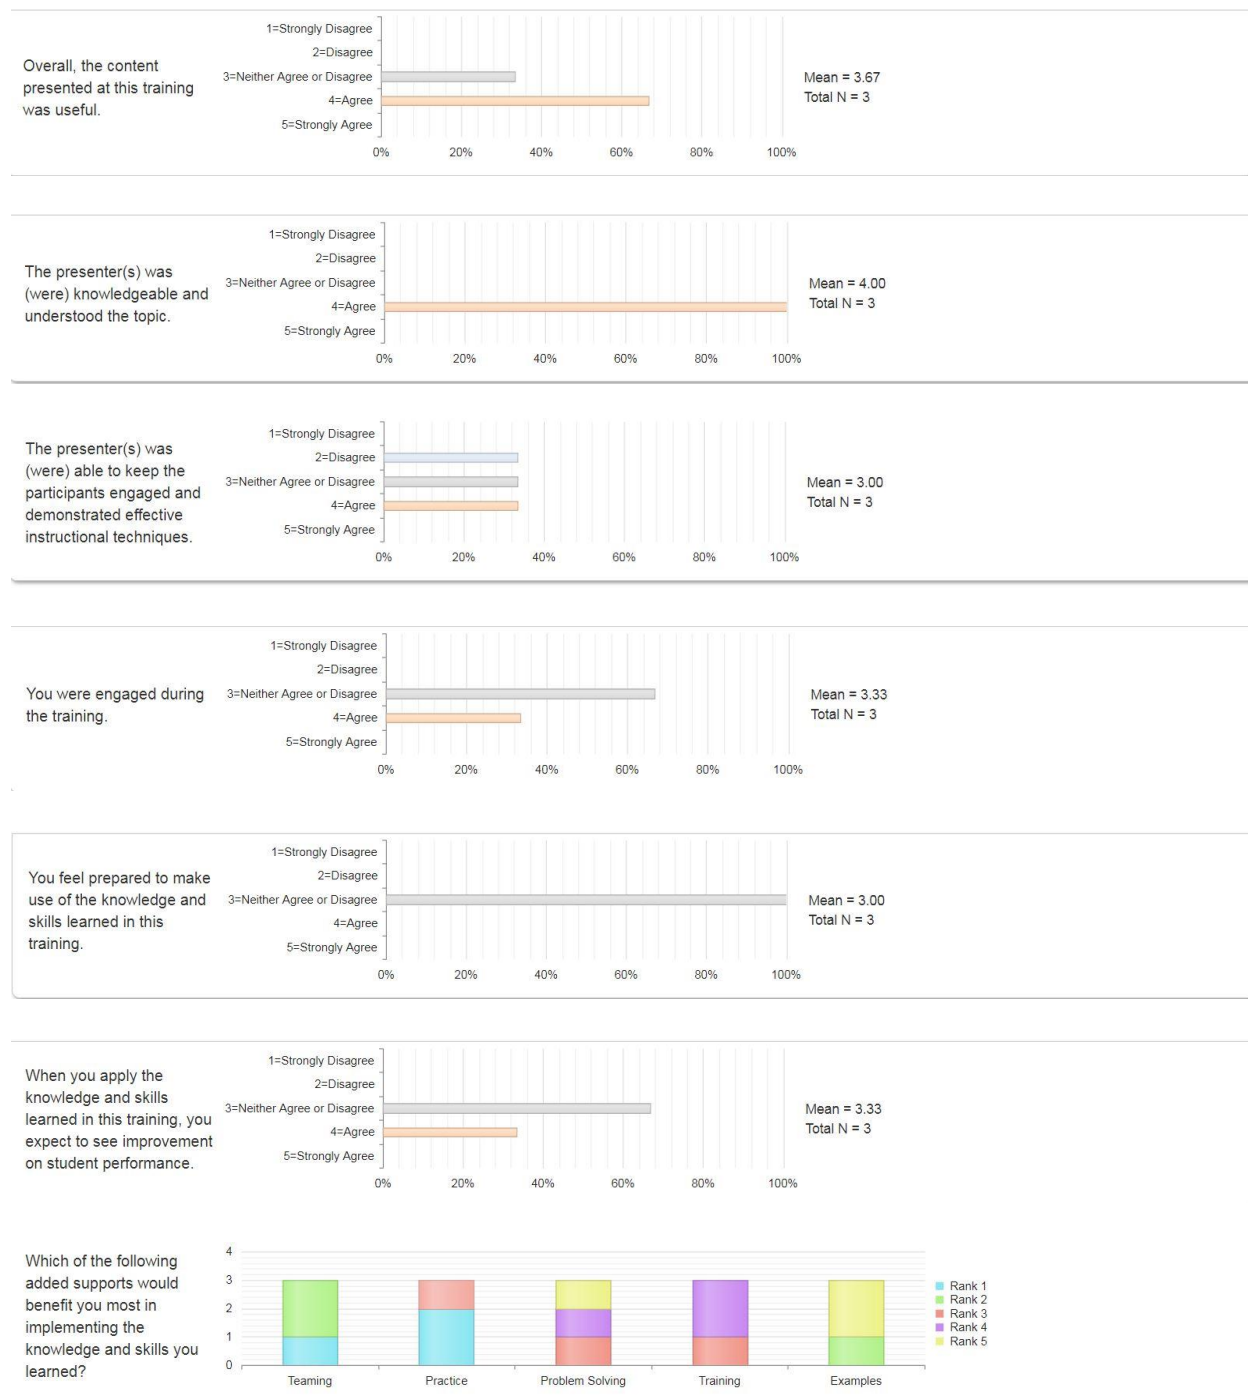 Overall, the content
presented at this training
was useful.
1=Strongly Disagree
2=Disagree
3=Neither Agree or Disagree
4=Agree
5=Strongly Agree
0% 20% 40% 60% 80% 100%
Mean = 3.67
Total N = 3
The presenter(s) was
(were) knowledgeable and
understood the topic.
1=Strongly Disagree
2=Disagree
3=Neither Agree or Disagree
4=Agree
5=Strongly Agree
0% 20% 40% 60% 80% 100%
Mean = 4.00
Total N = 3
The presenter(s) was
(were) able to keep the
participants engaged and
demonstrated effective
instructional techniques.
1=Strongly Disagree
2=Disagree
3=Neither Agree or Disagree
4=Agree
5=Strongly Agree
0% 20% 40% 60% 80% 100%
Mean = 3.00
Total N = 3
You were engaged during
the training.
1=Strongly Disagree
2=Disagree
3=Neither Agree or Disagree
4=Agree
5=Strongly Agree
0% 20% 40% 60% 80% 100%
Mean = 3.33
Total N = 3
You feel prepared to make
use of the knowledge and
skills learned in this
training.
1=Strongly Disagree
2=Disagree
3=Neither Agree or Disagree
4=Agree
5=Strongly Agree
0% 20% 40% 60% 80% 100%
Mean = 3.00
Total N = 3
When you apply the
knowledge and skills
learned in this training, you
expect to see improvement
on student performance.
1=Strongly Disagree
2=Disagree
3=Neither Agree or Disagree
4=Agree
5=Strongly Agree
0% 20% 40% 60% 80% 100%
Mean = 3.33
Total N = 3
Which of the following
added supports would
benefit you most in
implementing the
knowledge and skills you
learned?
4
3
2
1
0
Teaming Practice Problem Solving Training Examples
Rank 1
Rank 2
Rank 3
Rank 4
Rank 5